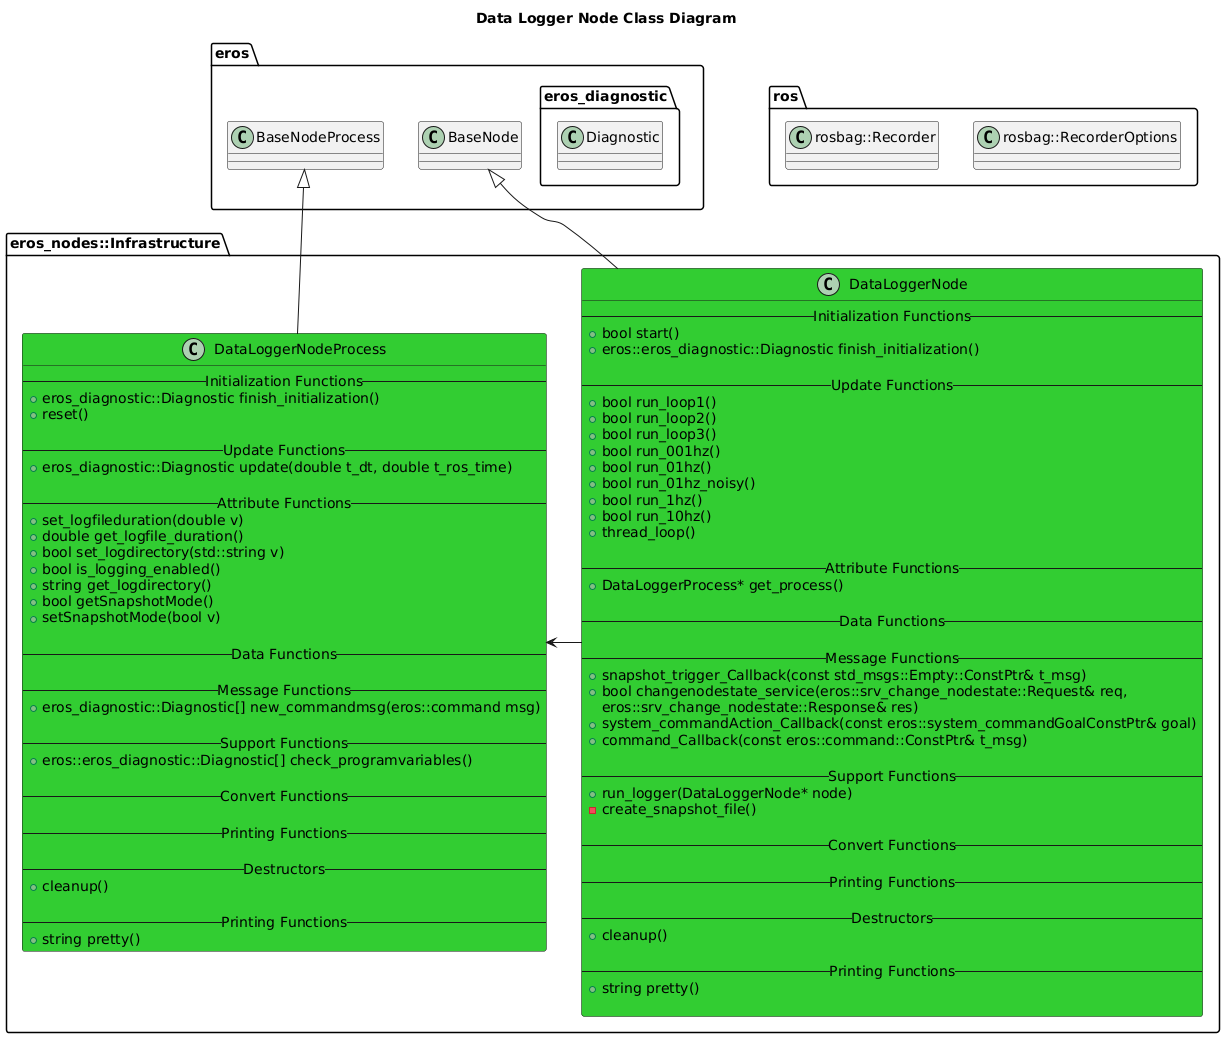 Data Logger Node Class Diagram
eros
eros_diagnostic
ros
C BaseNodeProcess
C BaseNode
C Diagnostic
C rosbag::Recorder
C rosbag::RecorderOptions
eros_nodes::Infrastructure
C DataLoggerNodeProcess
Initialization Functions
eros_diagnostic::Diagnostic finish_initialization()
reset()
Update Functions
eros_diagnostic::Diagnostic update(double t_dt, double t_ros_time)
Attribute Functions
set_logfileduration(double v)
double get_logfile_duration()
bool set_logdirectory(std::string v)
bool is_logging_enabled()
string get_logdirectory()
bool getSnapshotMode()
setSnapshotMode(bool v)
Data Functions
Message Functions
eros_diagnostic::Diagnostic[] new_commandmsg(eros::command msg)
Support Functions
eros::eros_diagnostic::Diagnostic[] check_programvariables()
Convert Functions
Printing Functions
Destructors
cleanup()
Printing Functions
string pretty()
C DataLoggerNode
Initialization Functions
bool start()
eros::eros_diagnostic::Diagnostic finish_initialization()
Update Functions
bool run_loop1()
bool run_loop2()
bool run_loop3()
bool run_001hz()
bool run_01hz()
bool run_01hz_noisy()
bool run_1hz()
bool run_10hz()
thread_loop()
Attribute Functions
DataLoggerProcess* get_process()
Data Functions
Message Functions
snapshot_trigger_Callback(const std_msgs::Empty::ConstPtr& t_msg)
bool changenodestate_service(eros::srv_change_nodestate::Request& req,
eros::srv_change_nodestate::Response& res)
system_commandAction_Callback(const eros::system_commandGoalConstPtr& goal)
command_Callback(const eros::command::ConstPtr& t_msg)
Support Functions
run_logger(DataLoggerNode* node)
create_snapshot_file()
Convert Functions
Printing Functions
Destructors
cleanup()
Printing Functions
string pretty()